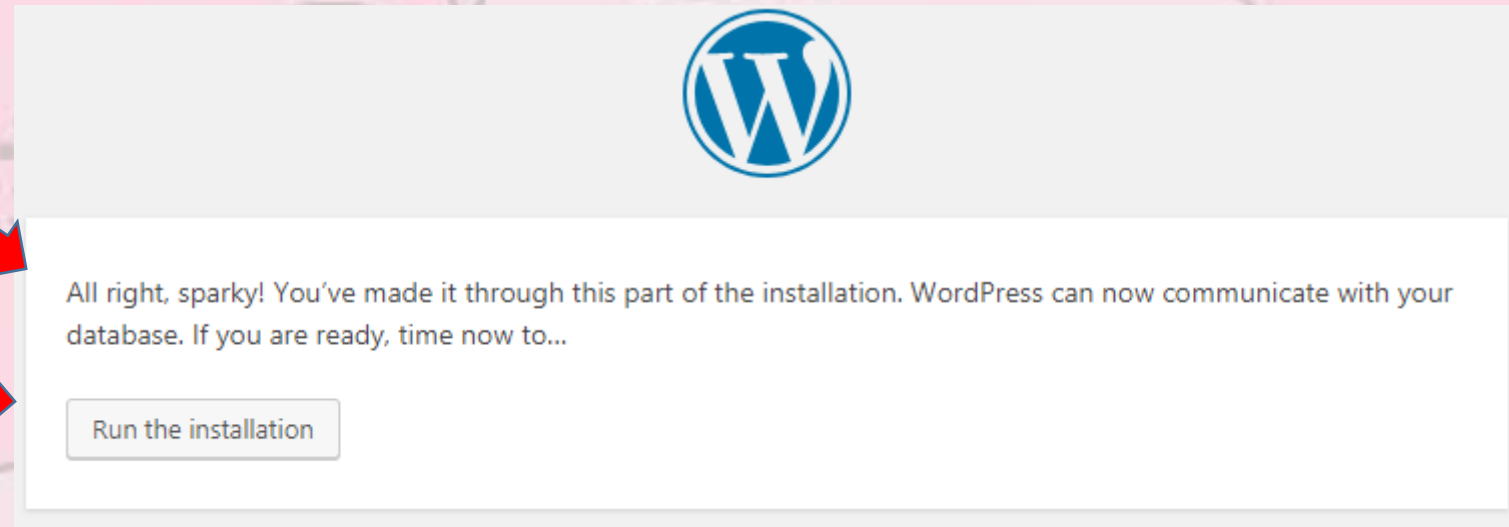 All right, sparky! You’ve made it through this part of the installation. WordPress can now communicate with your
database. If you are ready, time now to...
Run the installation